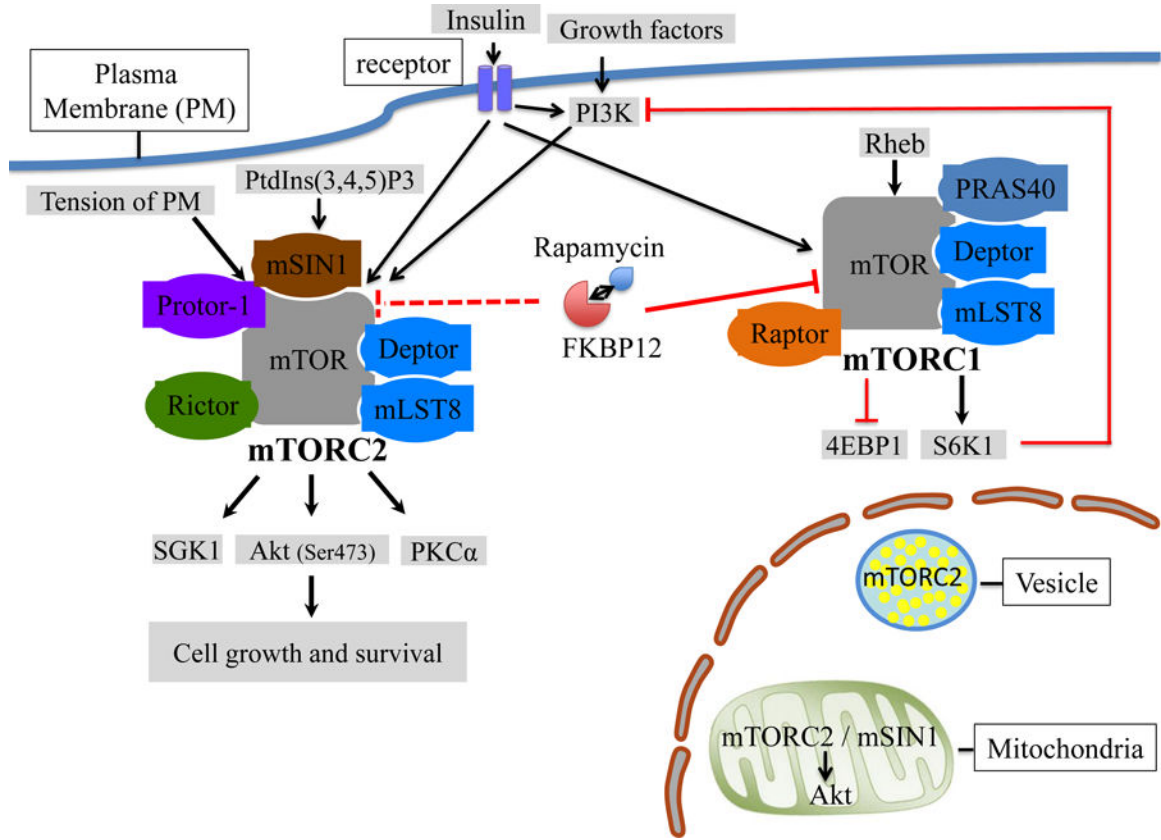 Insulin
Growth factors
receptor
Plasma
Membrane (PM)
PI3K
Rheb
PtdIns(3,4,5)P3
Tension of PM
PRAS40
mSIN1
Rapamycin
mTOR
Deptor
Protor-1
mLST8
FKBP12
Raptor
mTORC1
mTOR
Deptor
Rictor
mLST8
mTORC2
4EBP1
S6K1
SGK1
Akt (Ser473)
PKCα
Cell growth and survival
mTORC2
Vesicle
mTORC2 / mSIN1
Akt
Mitochondria